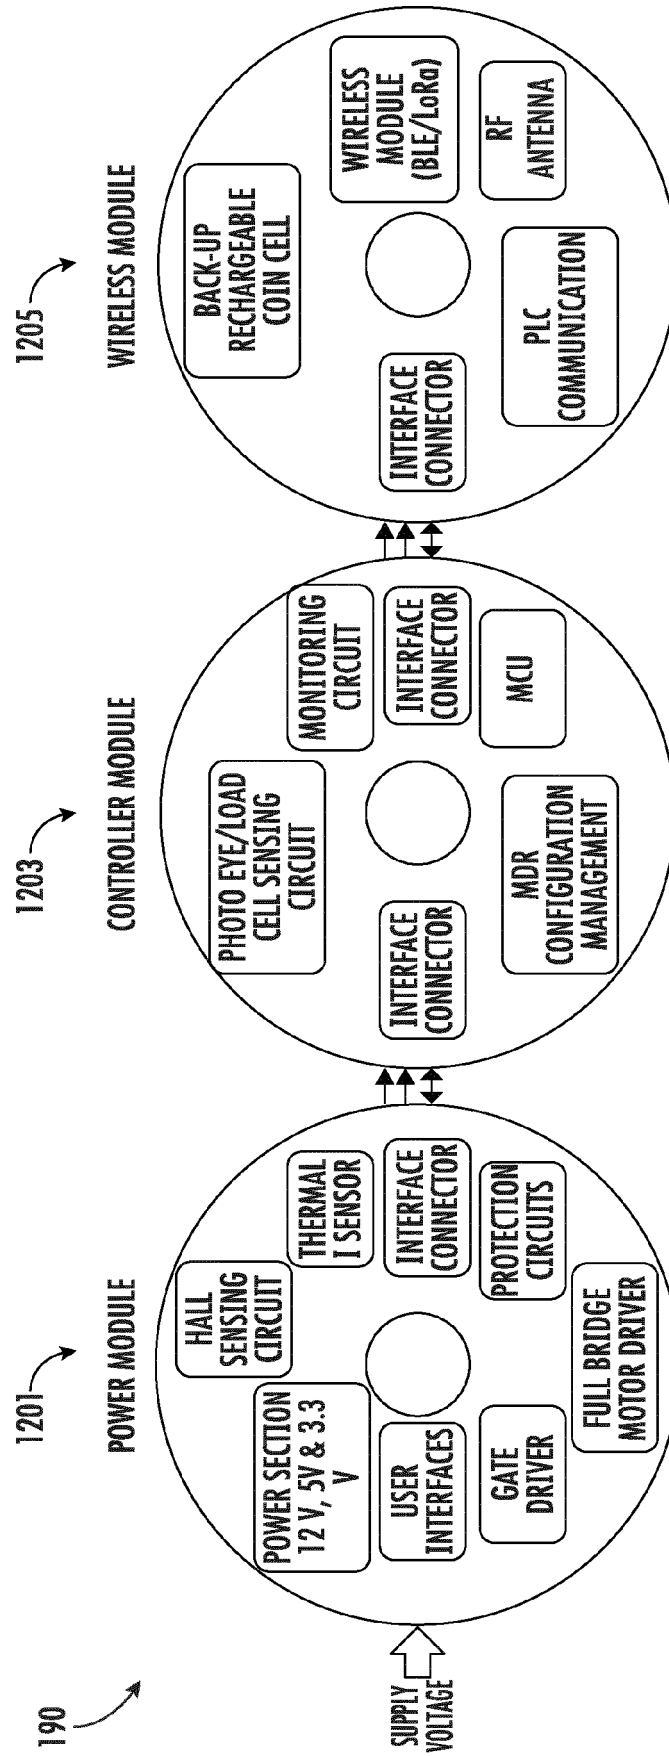 190
1201
POWER MODULE
SUPPLY
VOLTAGE
POWER SECTION
12 V, 5V & 3.3
V
HALL
SENSING
CIRCUIT
THERMAL
I SENSOR
USER
INTERFACES
INTERFACE
CONNECTOR
GATE
DRIVER
PROTECTION
CIRCUITS
FULL BRIDGE
MOTOR DRIVER
1203
CONTROLLER MODULE
PHOTO EYE/LOAD
CELL SENSING
CIRCUIT
MONITORING
CIRCUIT
INTERFACE
CONNECTOR
INTERFACE
CONNECTOR
MDR
CONFIGURATION
MANAGEMENT
MCU
1205
WIRELESS MODULE
BACK-UP
RECHARGEABLE
COIN CELL
WIRELESS
MODULE
(BLE/LoRa)
INTERFACE
CONNECTOR
PLC
COMMUNICATION
RF
ANTENNA